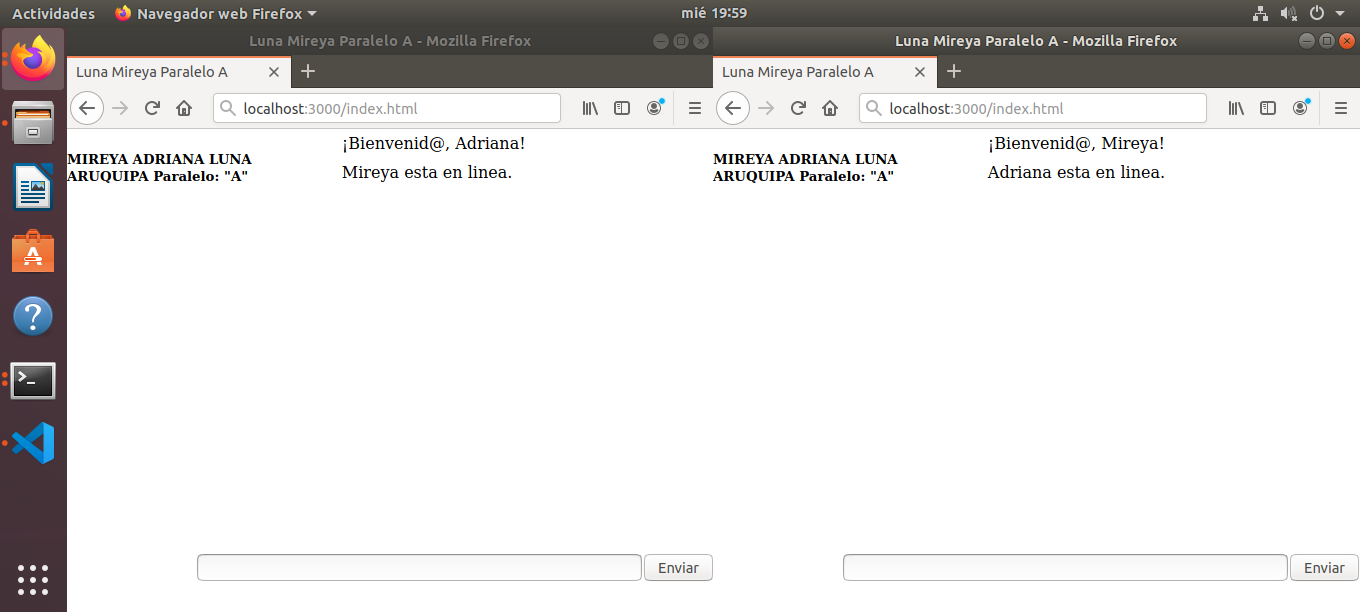 Actividades
Navegador web Firefox
mié 19:59
Luna Mireya Paralelo A - Mozilla Firefox
Luna Mireya Paralelo A
localhost:3000/index.html
MIREYA ADRIANA LUNA
ARUQUIPA Paralelo: "A"
¡Bienvenid@, Adriana!
Mireya esta en linea.
Enviar
Luna Mireya Paralelo A - Mozilla Firefox
Luna Mireya Paralelo A
localhost:3000/index.html
MIREYA ADRIANA LUNA
ARUQUIPA Paralelo: "A"
¡Bienvenid@, Mireya!
Adriana esta en linea.
Enviar